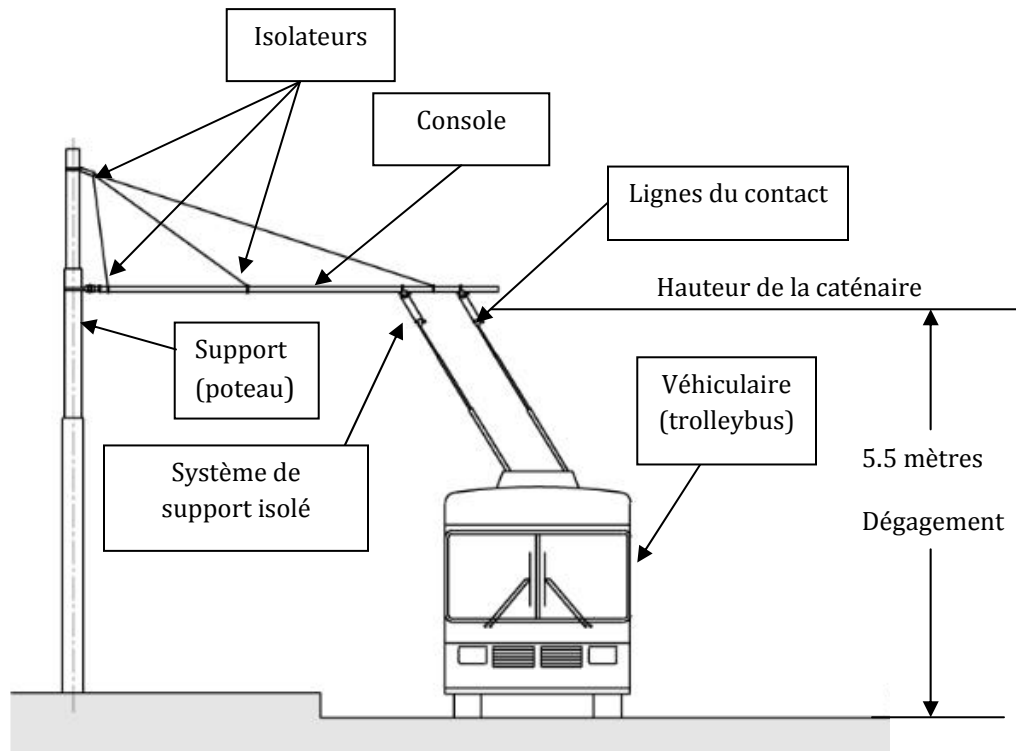 Isolateurs
Console
Lignes du contact
Hauteur de la caténaire
Support
(poteau)
Véhiculaire
(trolleybus)
Système de
support isolé
5.5 mètres
Dégagement